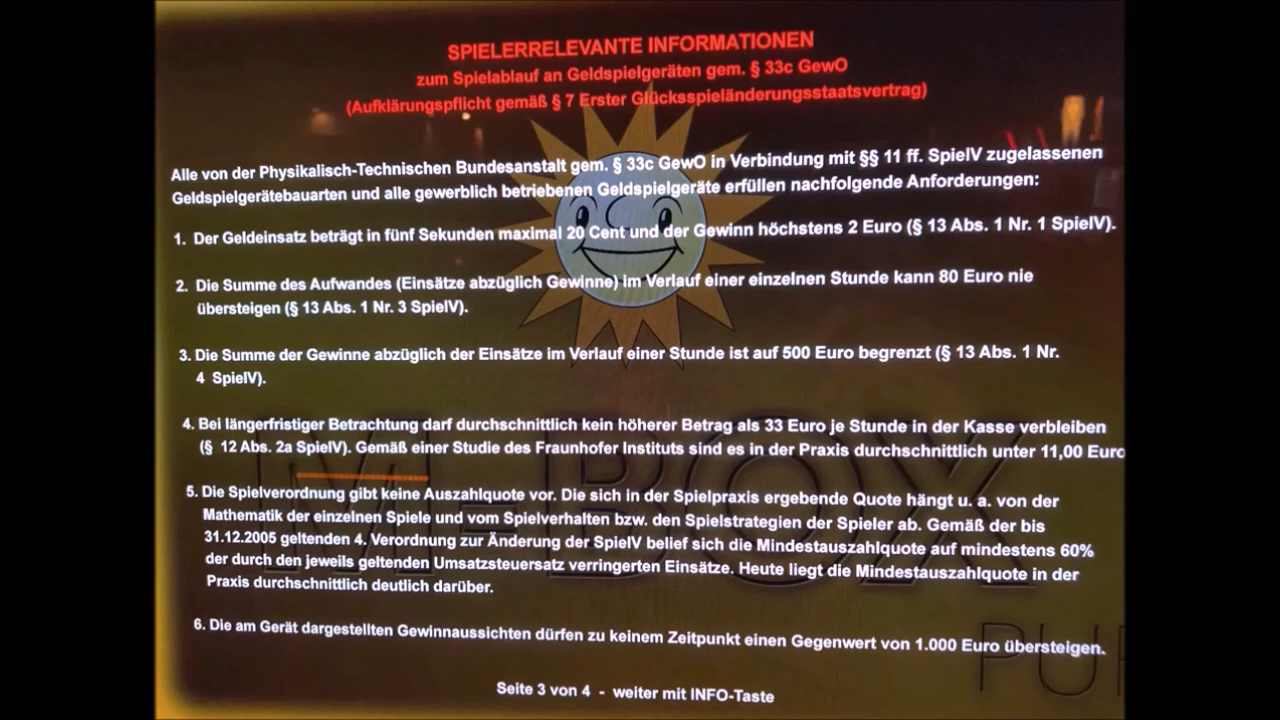 SPIELERRELEVANTE INFORMATIONEN
zum Spielablauf an Geldspielgeräten gem. § 33c GewO
(Aufklärungspflicht gemäß § 7 Erster Glücksspieländerungsstaatsvertrag)
Alle von der Physikalisch-Technischen Bundesanstalt gem. § 33c GewO in Verbindung mit §§ 11 ff. SpielV zugelassenen
Geldspielgerätebauarten und alle gewerblich betriebenen Geldspielgeräte erfüllen nachfolgende Anforderungen:
1. Der Geldeinsatz beträgt in fünf Sekunden maximal 20 Cent und der Gewinn höchstens 2 Euro (§ 13 Abs. 1 Nr. 1 SpielV).
2. Die Summe des Aufwandes (Einsätze abzüglich Gewinne) im Verlauf einer einzelnen Stunde kann 80 Euro nie
übersteigen (§ 13 Abs. 1 Nr. 3 SpielV).
3. Die Summe der Gewinne abzüglich der Einsätze im Verlauf einer Stunde ist auf 500 Euro begrenzt (§ 13 Abs. 1 Nr.
4 SpielV).
4. Bei längerfristiger Betrachtung darf durchschnittlich kein höherer Betrag als 33 Euro je Stunde in der Kasse verbleiben
(§ 12 Abs. 2a SpielV). Gemäß einer Studie des Fraunhofer Instituts sind es in der Praxis durchschnittlich unter 11,00 Euro
5. Die Spielverordnung gibt keine Auszahlquote vor. Die sich in der Spielpraxis ergebende Quote hängt u. a. von der
Mathematik der einzelnen Spiele und vom Spielverhalten bzw. den Spielstrategien der Spieler ab. Gemäß der bis
31.12.2005 geltenden 4. Verordnung zur Änderung der SpielV belief sich die Mindestauszahlquote auf mindestens 60%
der durch den jeweils geltenden Umsatzsteuersatz verringerten Einsätze. Heute liegt die Mindestauszahlquote in der
Praxis durchschnittlich deutlich darüber.
6. Die am Gerät dargestellten Gewinnaussichten dürfen zu keinem Zeitpunkt einen Gegenwert von 1.000 Euro übersteigen.
Seite 3 von 4 - weiter mit INFO-Taste
M-BOX
PUR